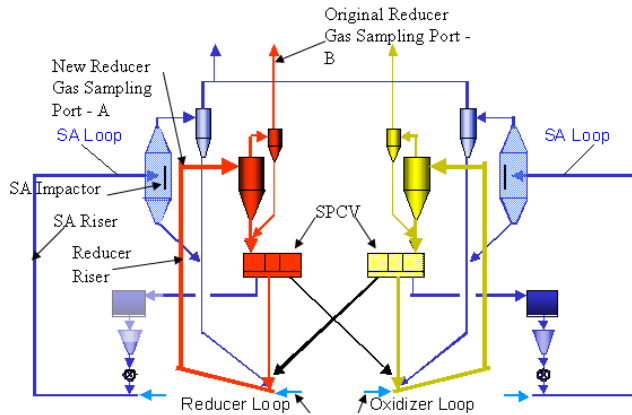 Original Reducer
Gas Sampling Port -
B
New Reducer
Gas Sampling
Port - A
SA Loop
SA Loop
SA Impactor
SA Riser
SPCV
Reducer
Riser
Reducer Loop
Oxidizer Loop